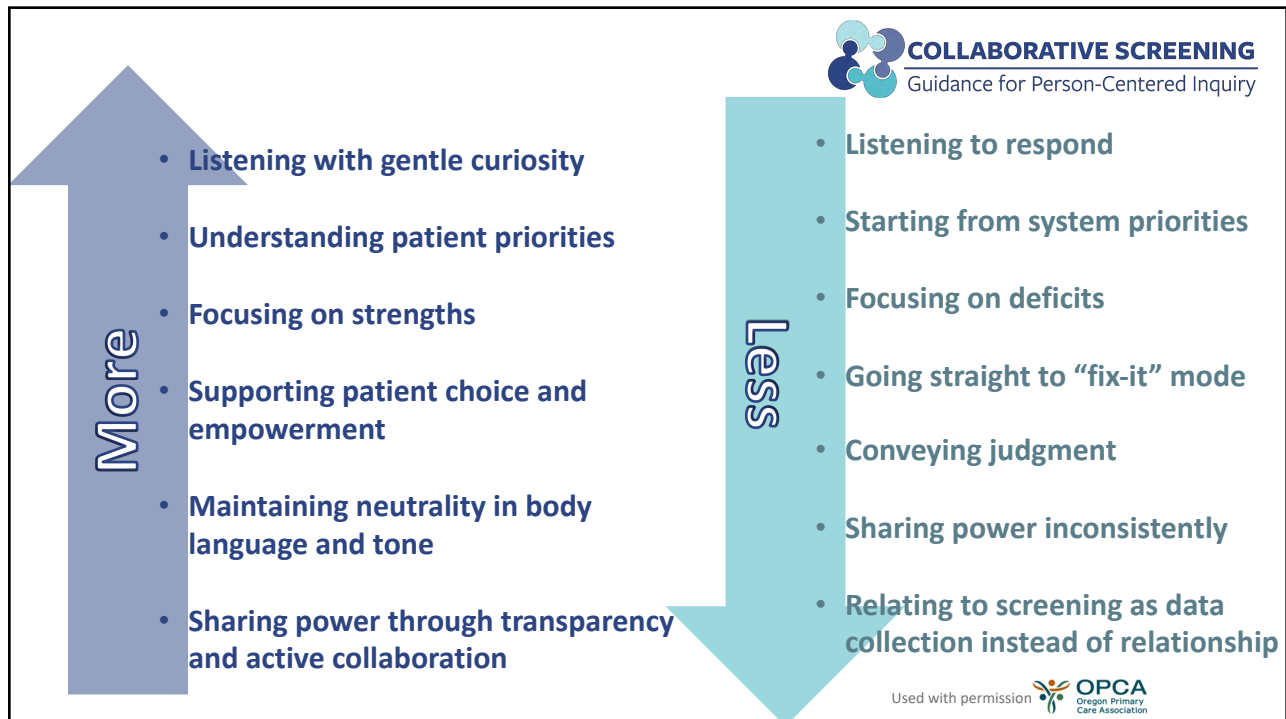 COLLABORATIVE SCREENING
Guidance for Person-Centered Inquiry
More
• Listening with gentle curiosity
• Understanding patient priorities
• Focusing on strengths
• Supporting patient choice and
empowerment
• Maintaining neutrality in body
language and tone
• Sharing power through transparency
and active collaboration
Less
• Listening to respond
• Starting from system priorities
• Focusing on deficits
• Going straight to “fix-it” mode
• Conveying judgment
• Sharing power inconsistently
• Relating to screening as data
collection instead of relationship
Used with permission
OPCA
Oregon Primary
Care Association